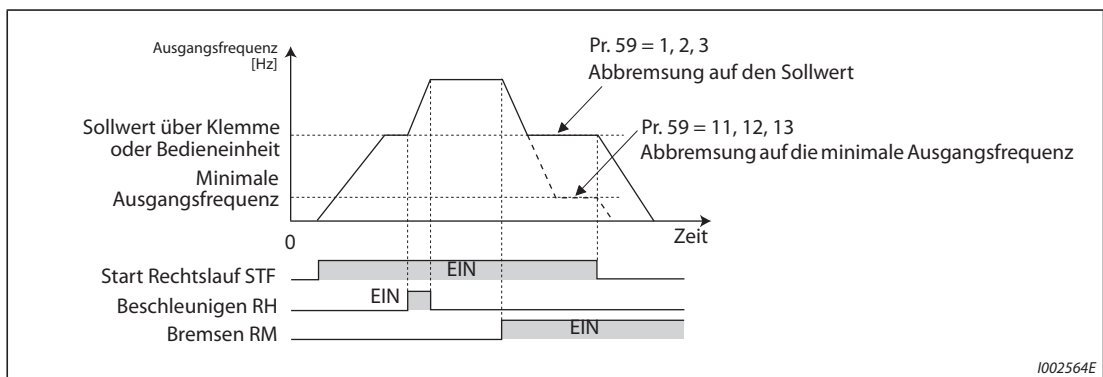 Ausgangsfrequenz
[Hz]
Pr. 59 = 1, 2, 3
Abbremsung auf den Sollwert
Sollwert über Klemme
oder Bedieneinheit
Pr. 59 = 11, 12, 13
Abbremsung auf die minimale Ausgangsfrequenz
Minimale
Ausgangsfrequenz
0
Zeit
Start Rechtslauf STF
EIN
Beschleunigen RH
EIN
Bremsen RM
EIN
I002564E